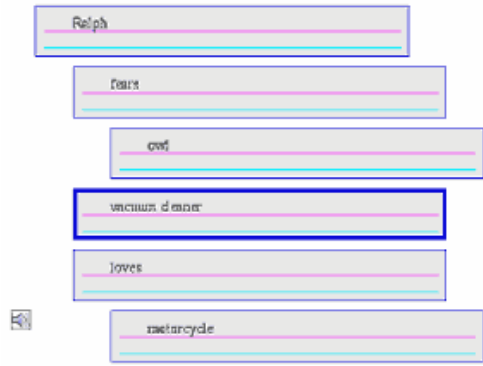 Ralph
fears
owl
vacuum cleaner
loves
motorcycle